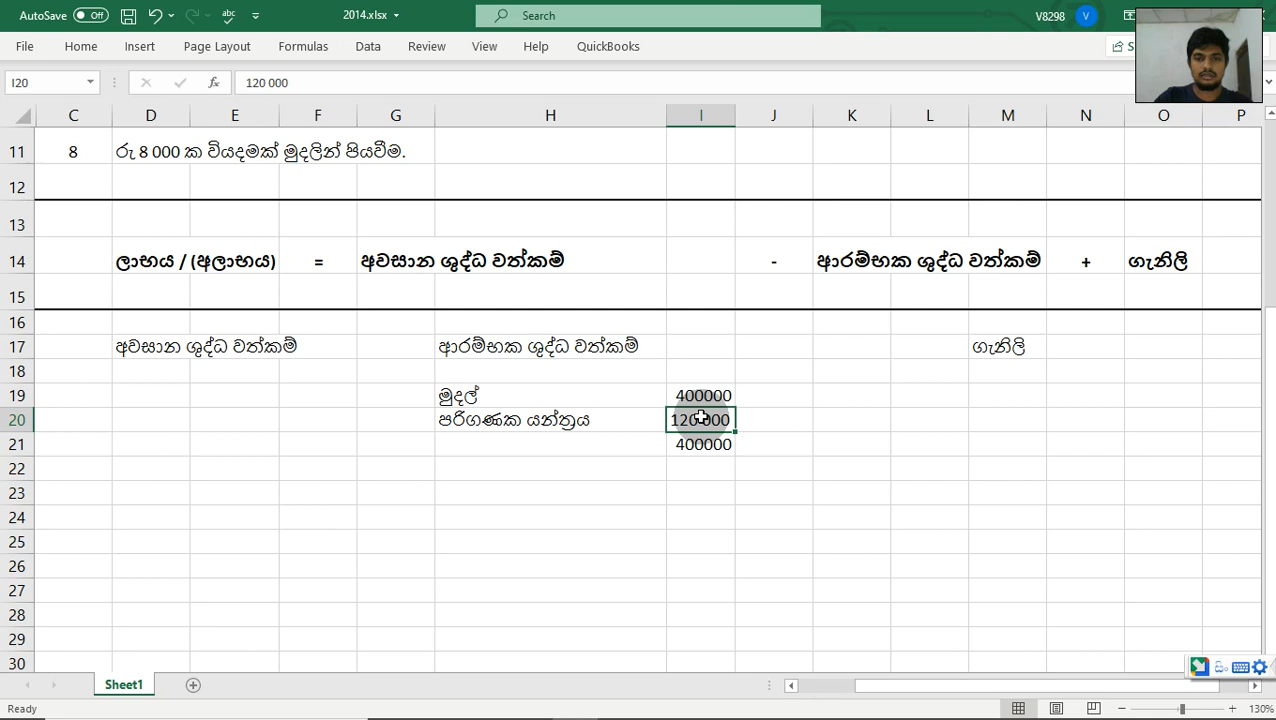 AutoSave Off 2014.xlsx Search V8298 V
File Home Insert Page Layout Formulas Data Review View Help QuickBooks S
I20 fx 120 000
C D E F G H I J K L M N O P
11 8 රු 8 000 ක වියදමක් මුදලින් පියවීම.
12
13
14 ලාභය / (අලාභය) = අවසාන ශුද්ධ වත්කම් - ආරම්භක ශුද්ධ වත්කම් + ගැනිලි
15
16
17 අවසාන ශුද්ධ වත්කම් ආරම්භක ශුද්ධ වත්කම් ගැනිලි
18
19 මුදල් 400000
20 පරිගණක යන්ත්‍රය 120 000
21 400000
22
23
24
25
26
27
28
29
30
Sheet1
Ready 130%